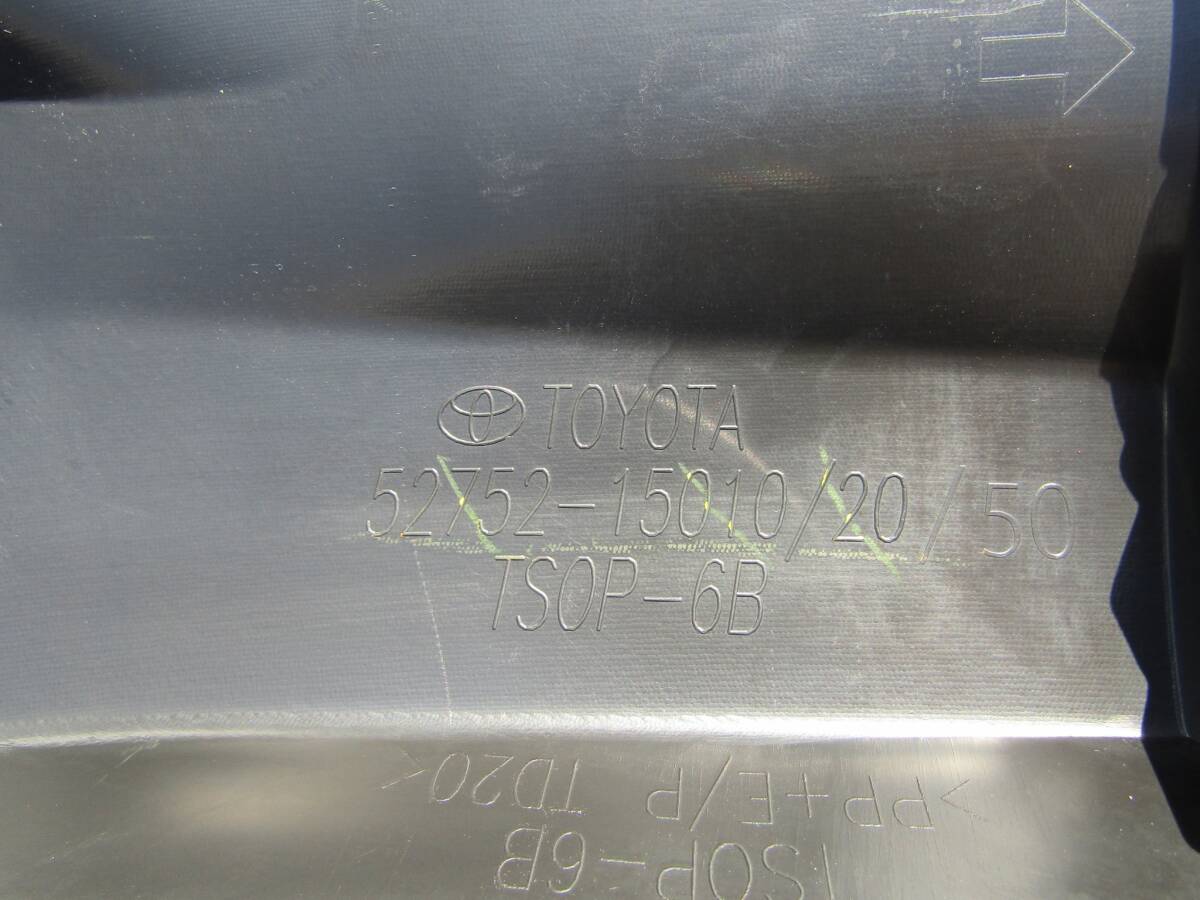 TOYOTA
52752-15010/20/50
TSOP-6B
>PP+E/P TD20<
TSOP-6B